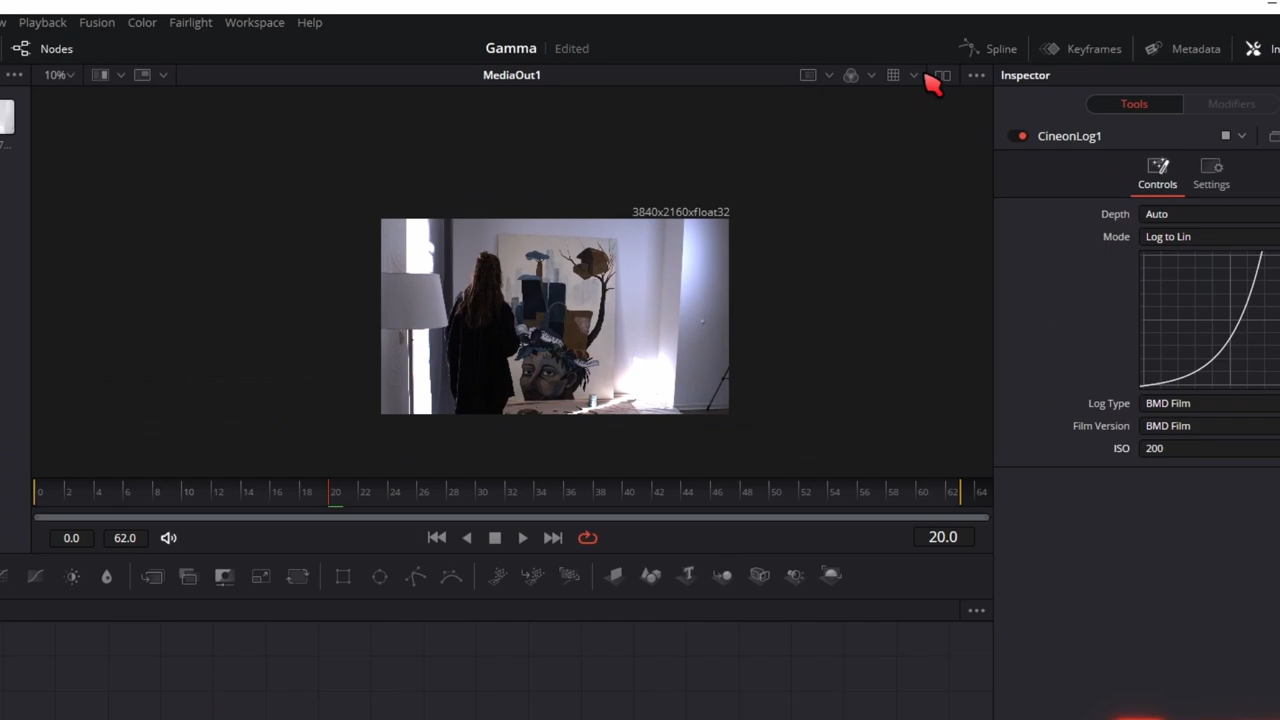 Playback Fusion Color Fairlight Workspace Help
Nodes Gamma Edited Spline Keyframes Metadata
10% MediaOut1 Inspector
Tools Modifiers
CineonLog1
Controls Settings
3840x2160xfloat32
Depth Auto
Mode Log to Lin
Log Type BMD Film
Film Version BMD Film
ISO 200
0 2 4 6 8 10 12 14 16 18 20 22 24 26 28 30 32 34 36 38 40 42 44 46 48 50 52 54 56 58 60 62 64
0.0 62.0 20.0